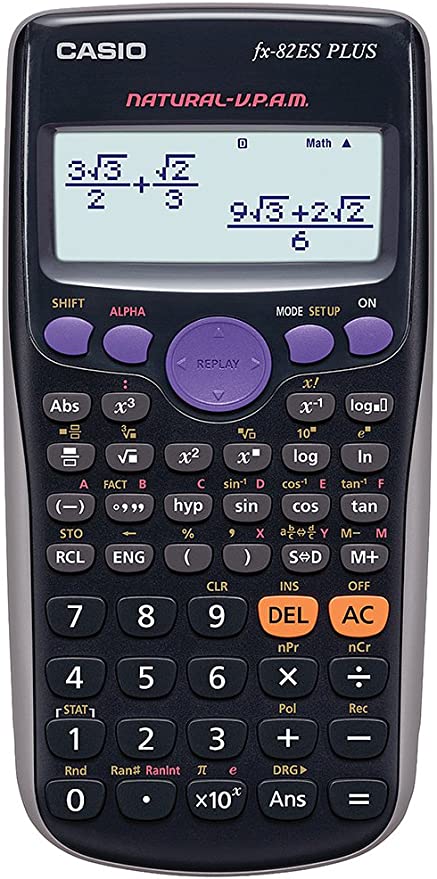 CASIO fx-82ES PLUS
NATURAL-V.P.A.M.
D Math ▲
3√3/2+√2/3
9√3+2√2/6
SHIFT ALPHA MODE SETUP ON
REPLAY
: x!
Abs x³ x⁻¹ log■□
■■/□ ³√■ ■√□ 10■ e■
■/□ √■ x² x■ log ln
A FACT B C sin⁻¹ D cos⁻¹ E tan⁻¹ F
(−) °,,, hyp sin cos tan
STO ← % , X a b/c⇔d/c Y M− M
RCL ENG ( ) S⇔D M+
CLR INS OFF
7 8 9 DEL AC
nPr nCr
4 5 6 × ÷
STAT Pol Rec
1 2 3 + −
Rnd Ran# RanInt π e DRG▶
0 · ×10ˣ Ans =